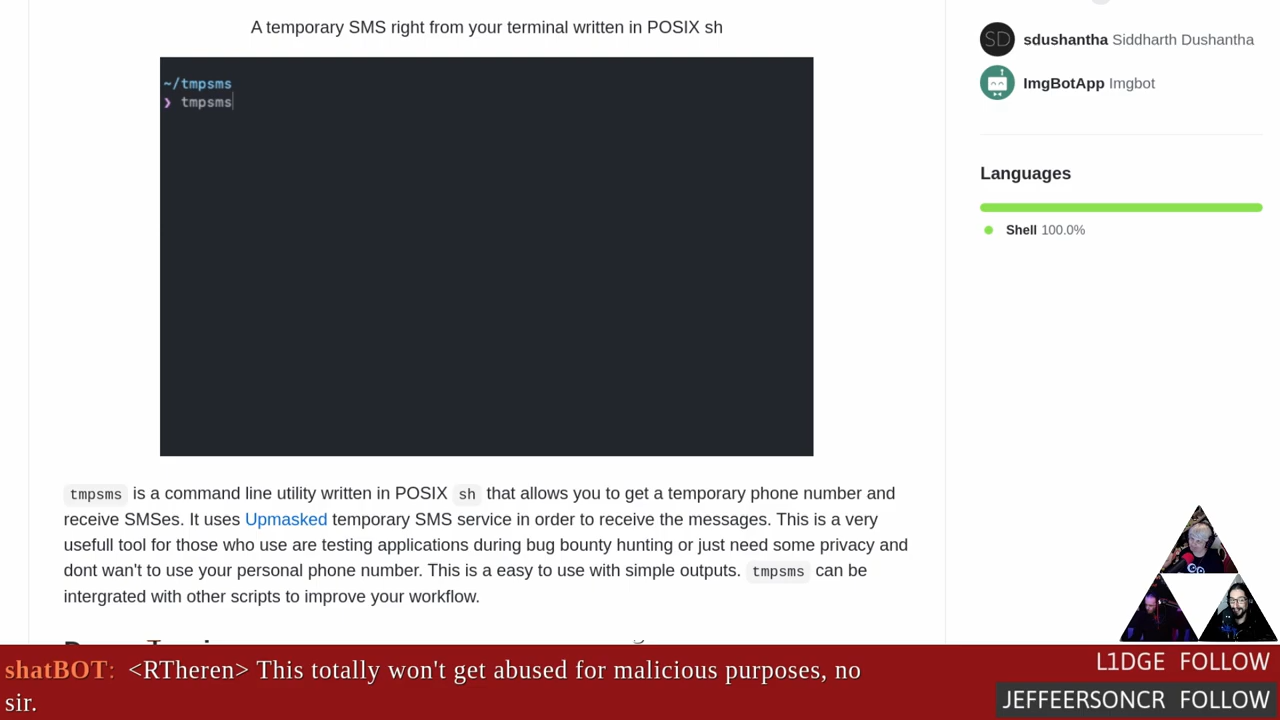 A temporary SMS right from your terminal written in POSIX sh
~/tmpsms
❯ tmpsms
tmpsms is a command line utility written in POSIX sh that allows you to get a temporary phone number and
receive SMSes. It uses Upmasked temporary SMS service in order to receive the messages. This is a very
usefull tool for those who use are testing applications during bug bounty hunting or just need some privacy and
dont wan't to use your personal phone number. This is a easy to use with simple outputs. tmpsms can be
intergrated with other scripts to improve your workflow.
SD
sdushantha Siddharth Dushantha
ImgBotApp Imgbot
Languages
Shell 100.0%
shatBOT: <RTheren> This totally won't get abused for malicious purposes, no
sir.
L1DGE FOLLOW
JEFFEERSONCR FOLLOW